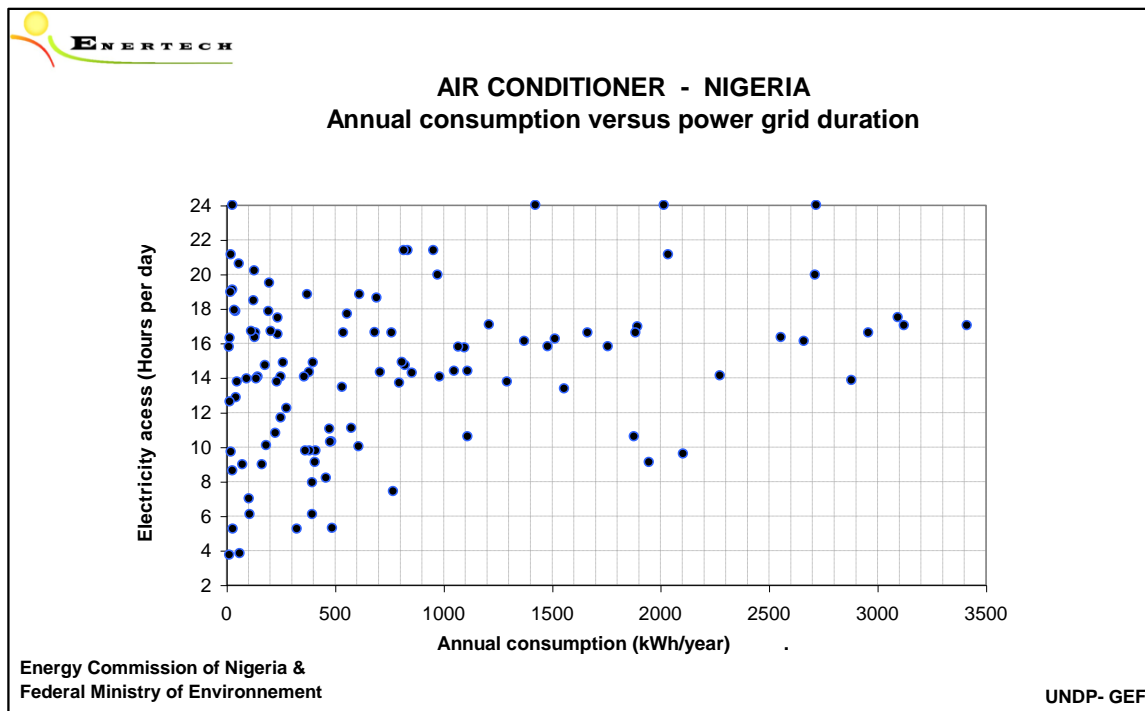 ENERTECH
AIR CONDITIONER - NIGERIA
Annual consumption versus power grid duration
24
22
20
18
16
14
12
10
8
6
4
2
Electricity acess (Hours per day
0 500 1000 1500 2000 2500 3000 3500
Annual consumption (kWh/year) .
Energy Commission of Nigeria &
Federal Ministry of Environnement
UNDP- GEF